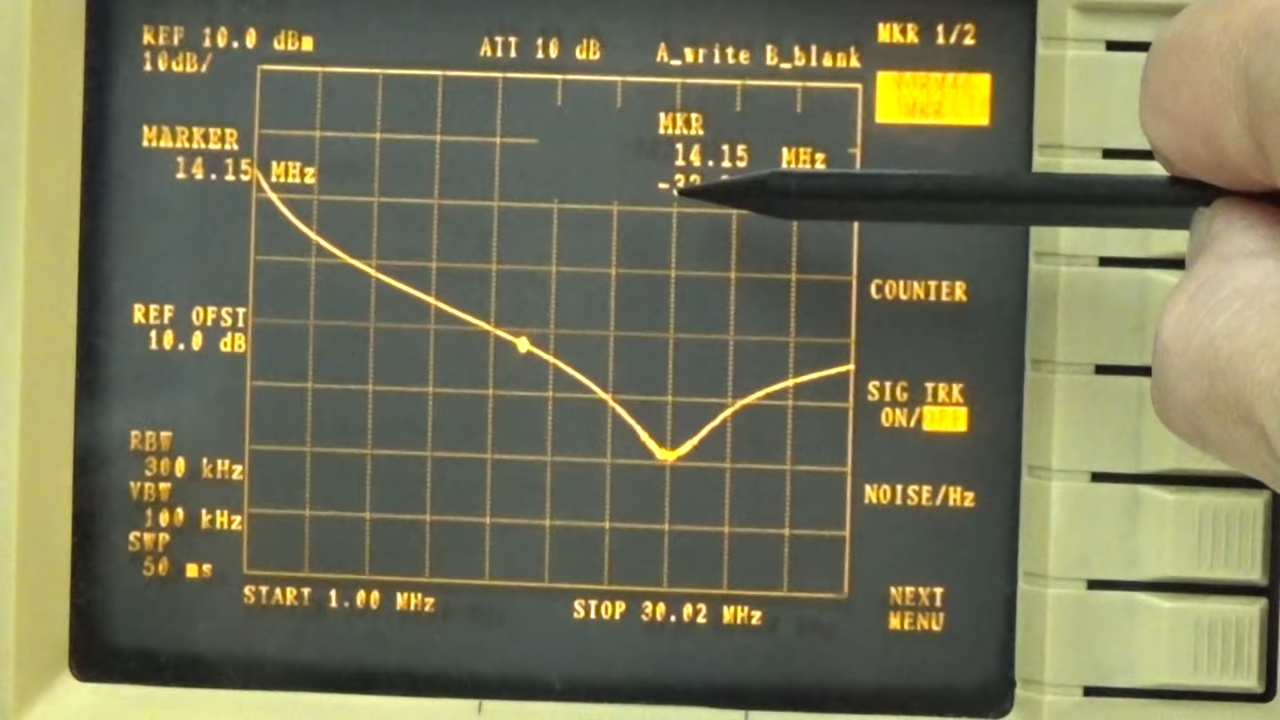 REF 10.0 dBm
10dB/
ATT 10 dB
A_write B_blank
MKR 1/2
MARKER
14.15 MHz
MKR
14.15 MHz
REF OFST
10.0 dB
COUNTER
SIG TRK
ON/OFF
RBW
300 kHz
VBW
100 kHz
SWP
50 ms
NOISE/Hz
START 1.00 MHz
STOP 30.02 MHz
NEXT
MENU